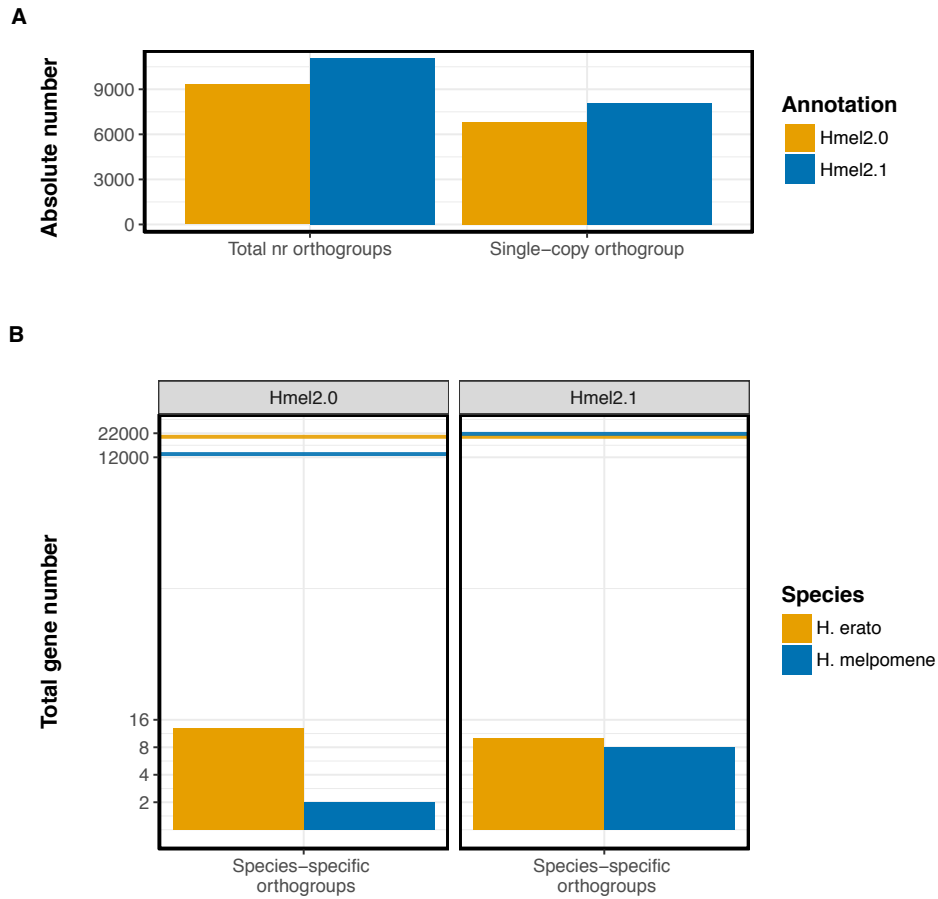 A
Absolute number
9000
6000
3000
0
Total nr orthogroups
Single−copy orthogroup
Annotation
Hmel2.0
Hmel2.1
B
Hmel2.0
Hmel2.1
Total gene number
22000
12000
16
8
4
2
Species−specific
orthogroups
Species−specific
orthogroups
Species
H. erato
H. melpomene